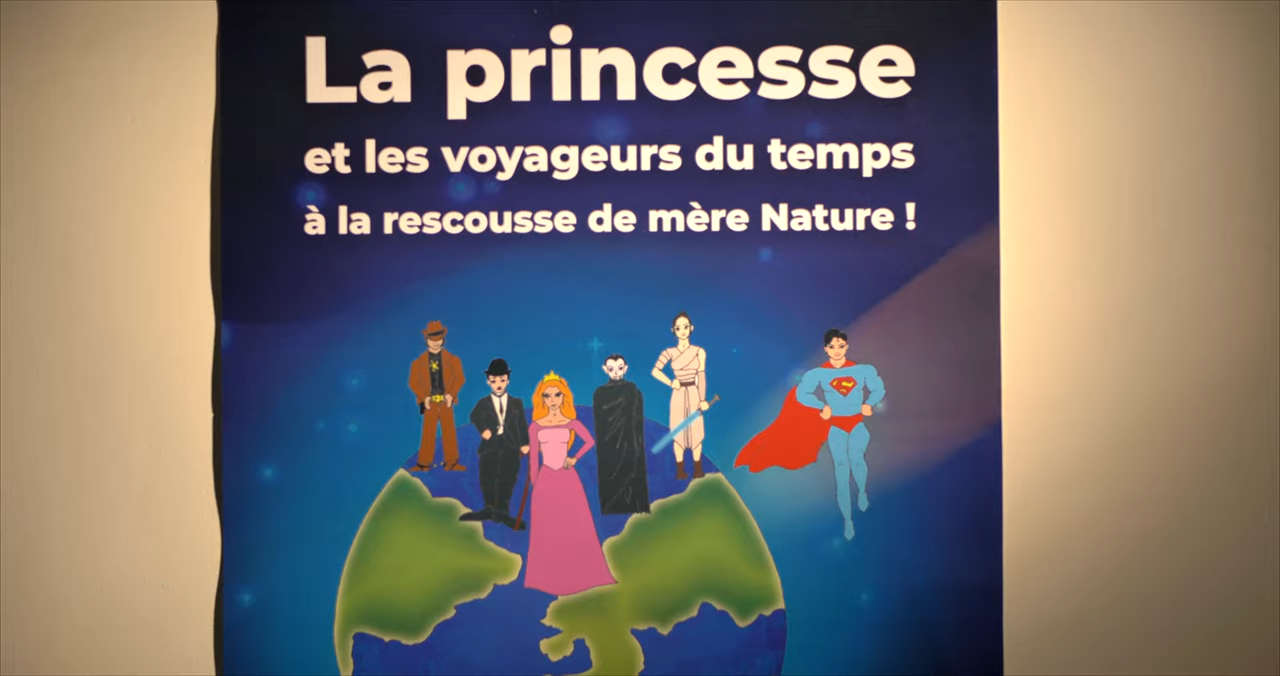 La princesse
et les voyageurs du temps
à la rescousse de mère Nature !